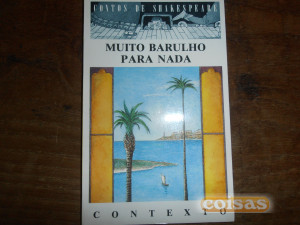 CONTOS DE SHAKESPEARE
MUITO BARULHO
PARA NADA
CONTEXTO
coisas